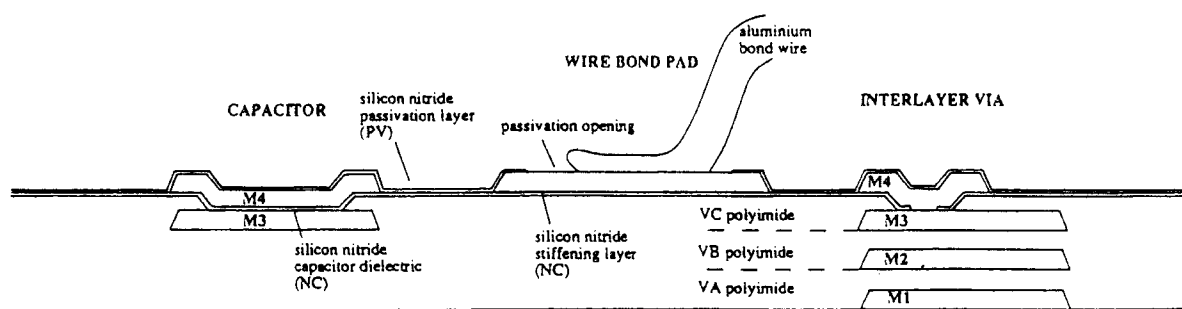 aluminium
bond wire
WIRE BOND PAD
CAPACITOR
silicon nitride
passivation layer
(PV)
INTERLAYER VIA
passivation opening
M4
M4
M3
M3
silicon nitride
capacitor dielectric
(NC)
silicon nitride
stiffening layer
(NC)
VC polyimide
VB polyimide
M2
VA polyimide
M1